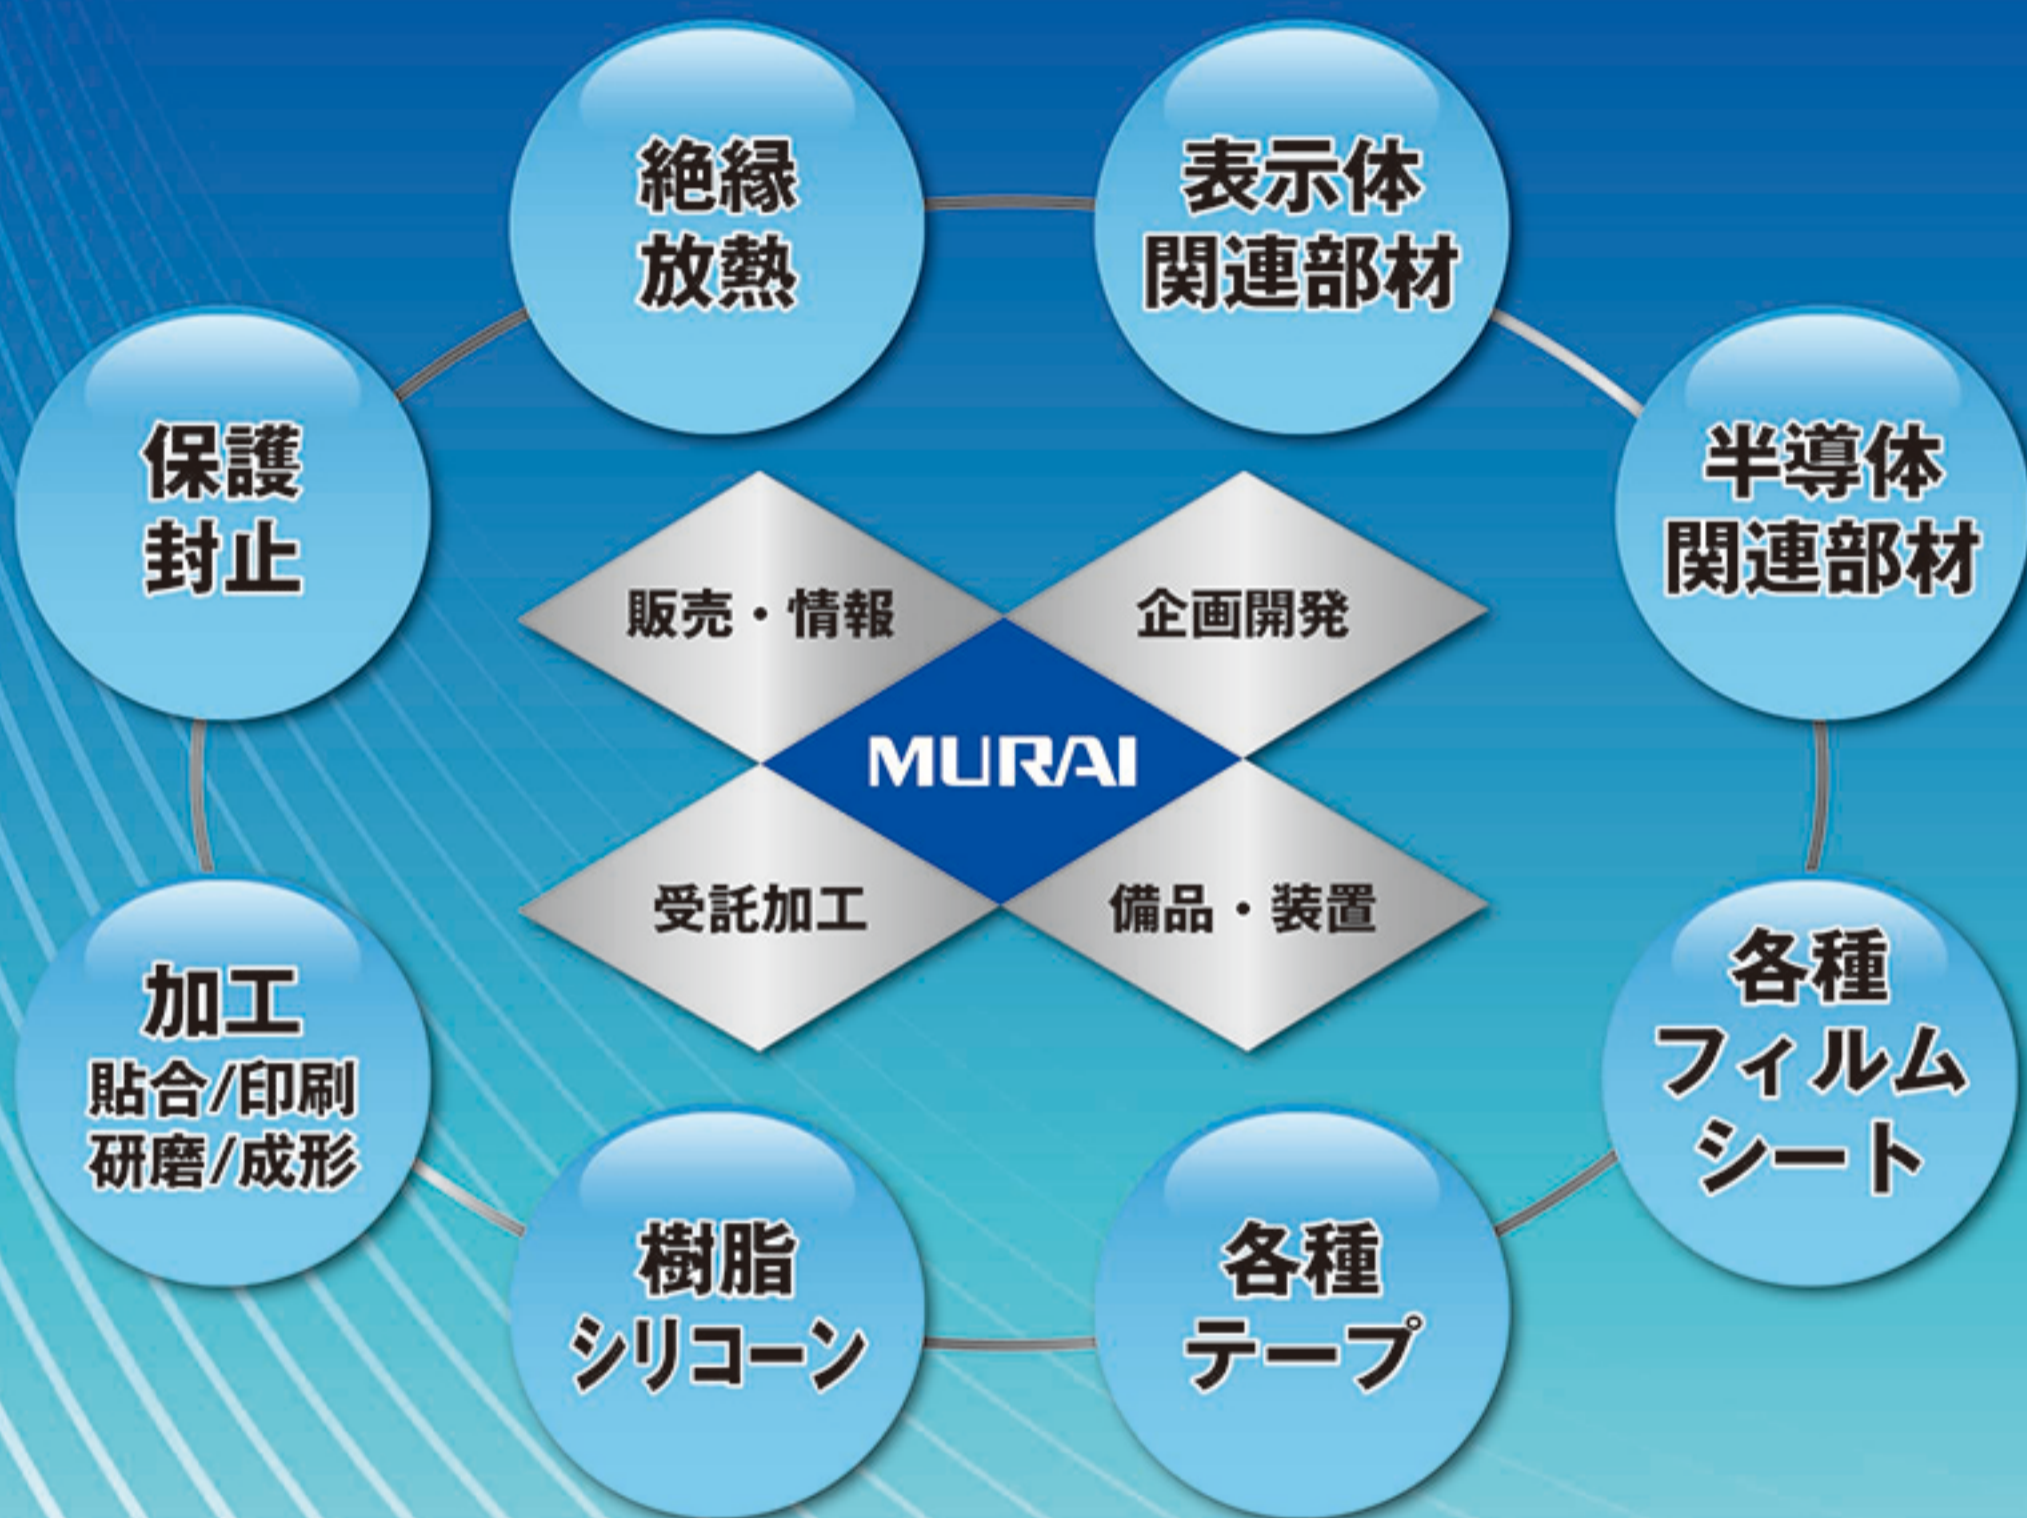 絶縁
放熱
表示体
関連部材
保護
封止
半導体
関連部材
販売・情報
企画開発
MURAI
受託加工
備品・装置
加工
貼合/印刷
研磨/成形
各種
フィルム
シート
樹脂
シリコーン
各種
テープ